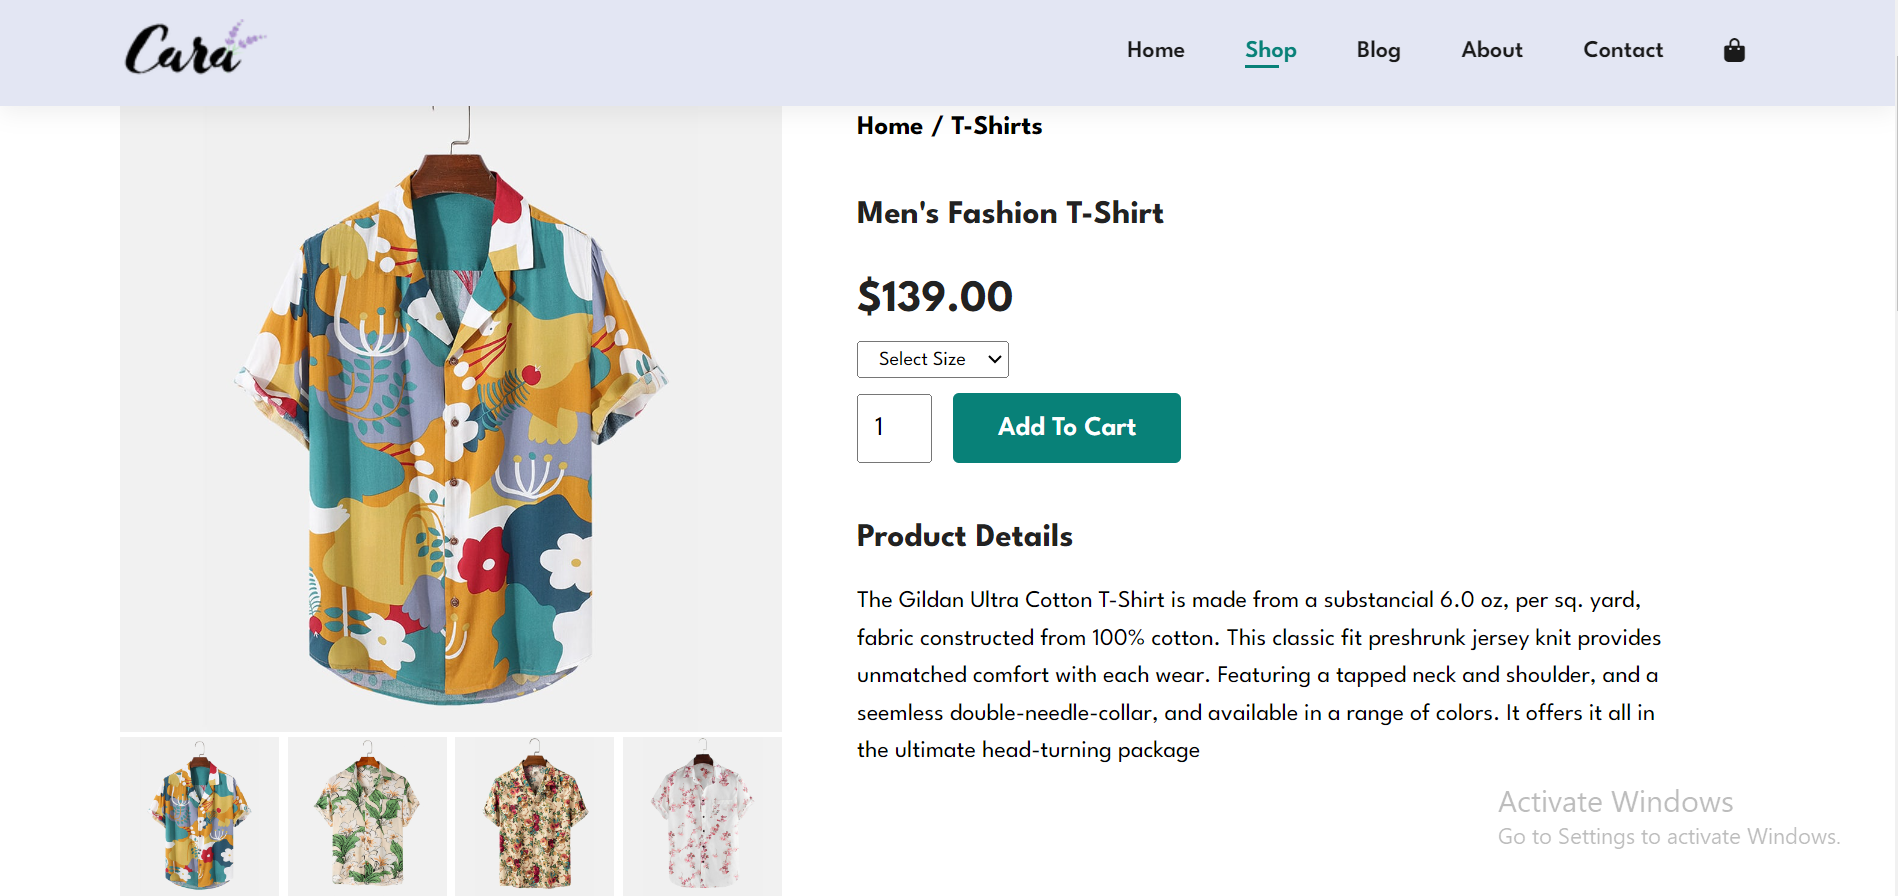 Cara
Home
Shop
Blog
About
Contact
Home / T-Shirts
Men's Fashion T-Shirt
$139.00
Select Size
1
Add To Cart
Product Details
The Gildan Ultra Cotton T-Shirt is made from a substancial 6.0 oz, per sq. yard,
fabric constructed from 100% cotton. This classic fit preshrunk jersey knit provides
unmatched comfort with each wear. Featuring a tapped neck and shoulder, and a
seemless double-needle-collar, and available in a range of colors. It offers it all in
the ultimate head-turning package
Activate Windows
Go to Settings to activate Windows.